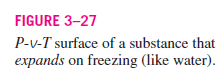 FIGURE 3–27
P-v-T surface of a substance that
expands on freezing (like water).